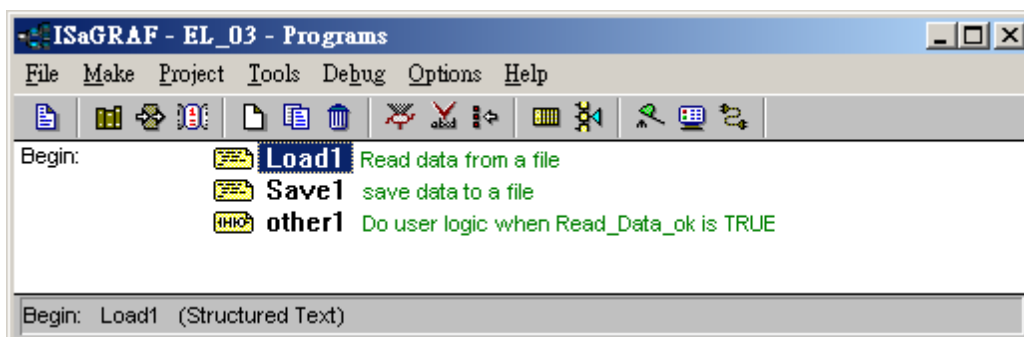 ISaGRAF - EL_03 - Programs
File Make Project Tools Debug Options Help
Begin: Load1 Read data from a file
Save1 save data to a file
other1 Do user logic when Read_Data_ok is TRUE
Begin: Load1 (Structured Text)